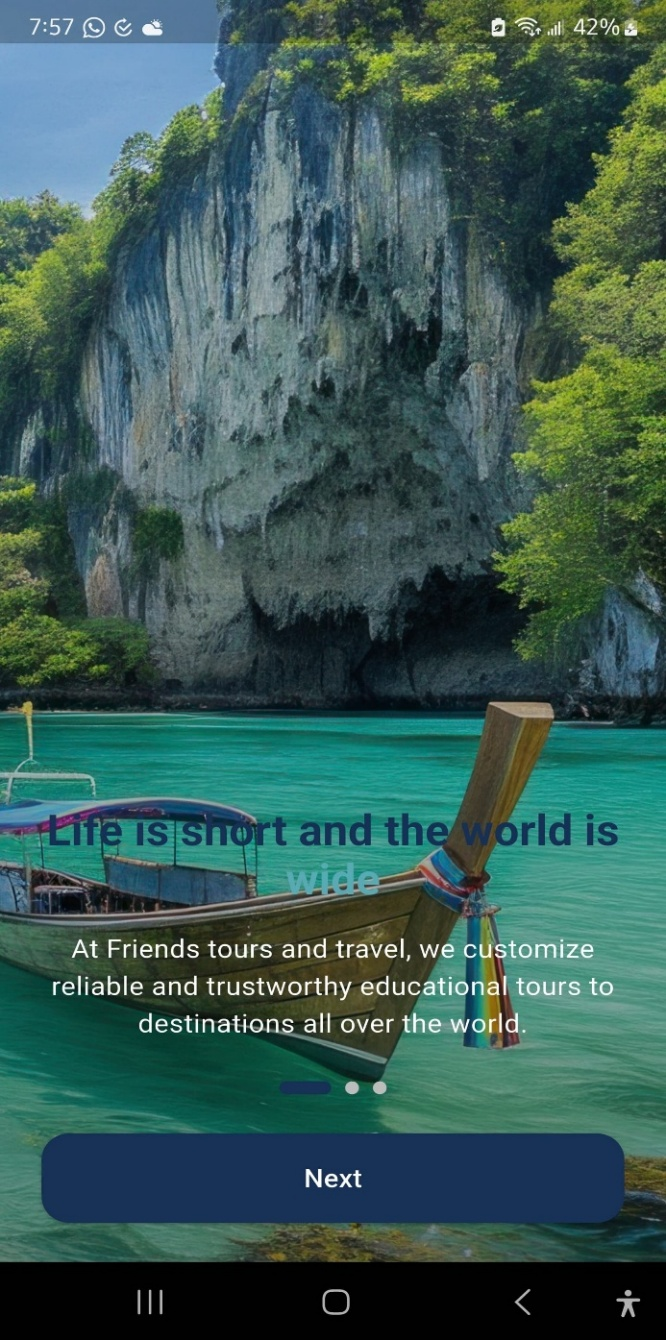 7:57
42%
Life is short and the world is
wide
At Friends tours and travel, we customize
reliable and trustworthy educational tours to
destinations all over the world.
Next